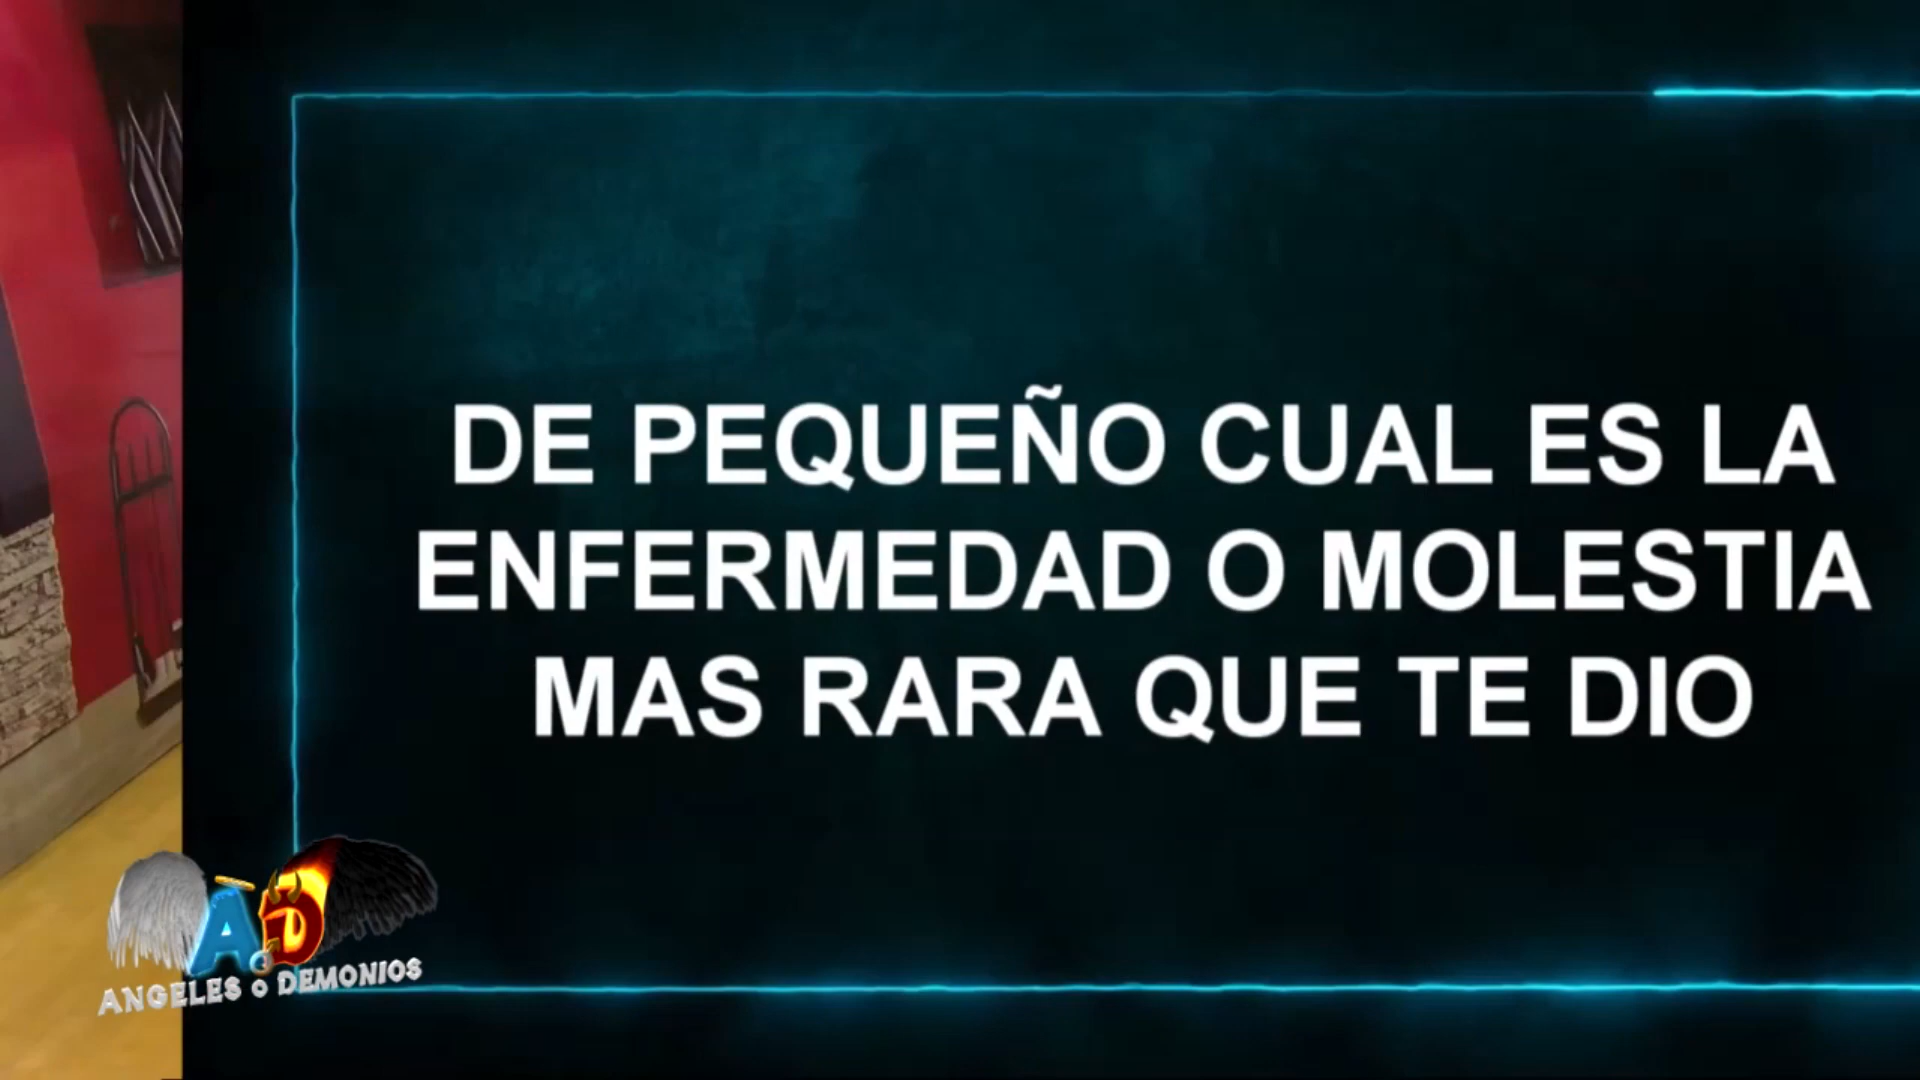 DE PEQUEÑO CUAL ES LA
ENFERMEDAD O MOLESTIA
MAS RARA QUE TE DIO
A o D
ANGELES o DEMONIOS